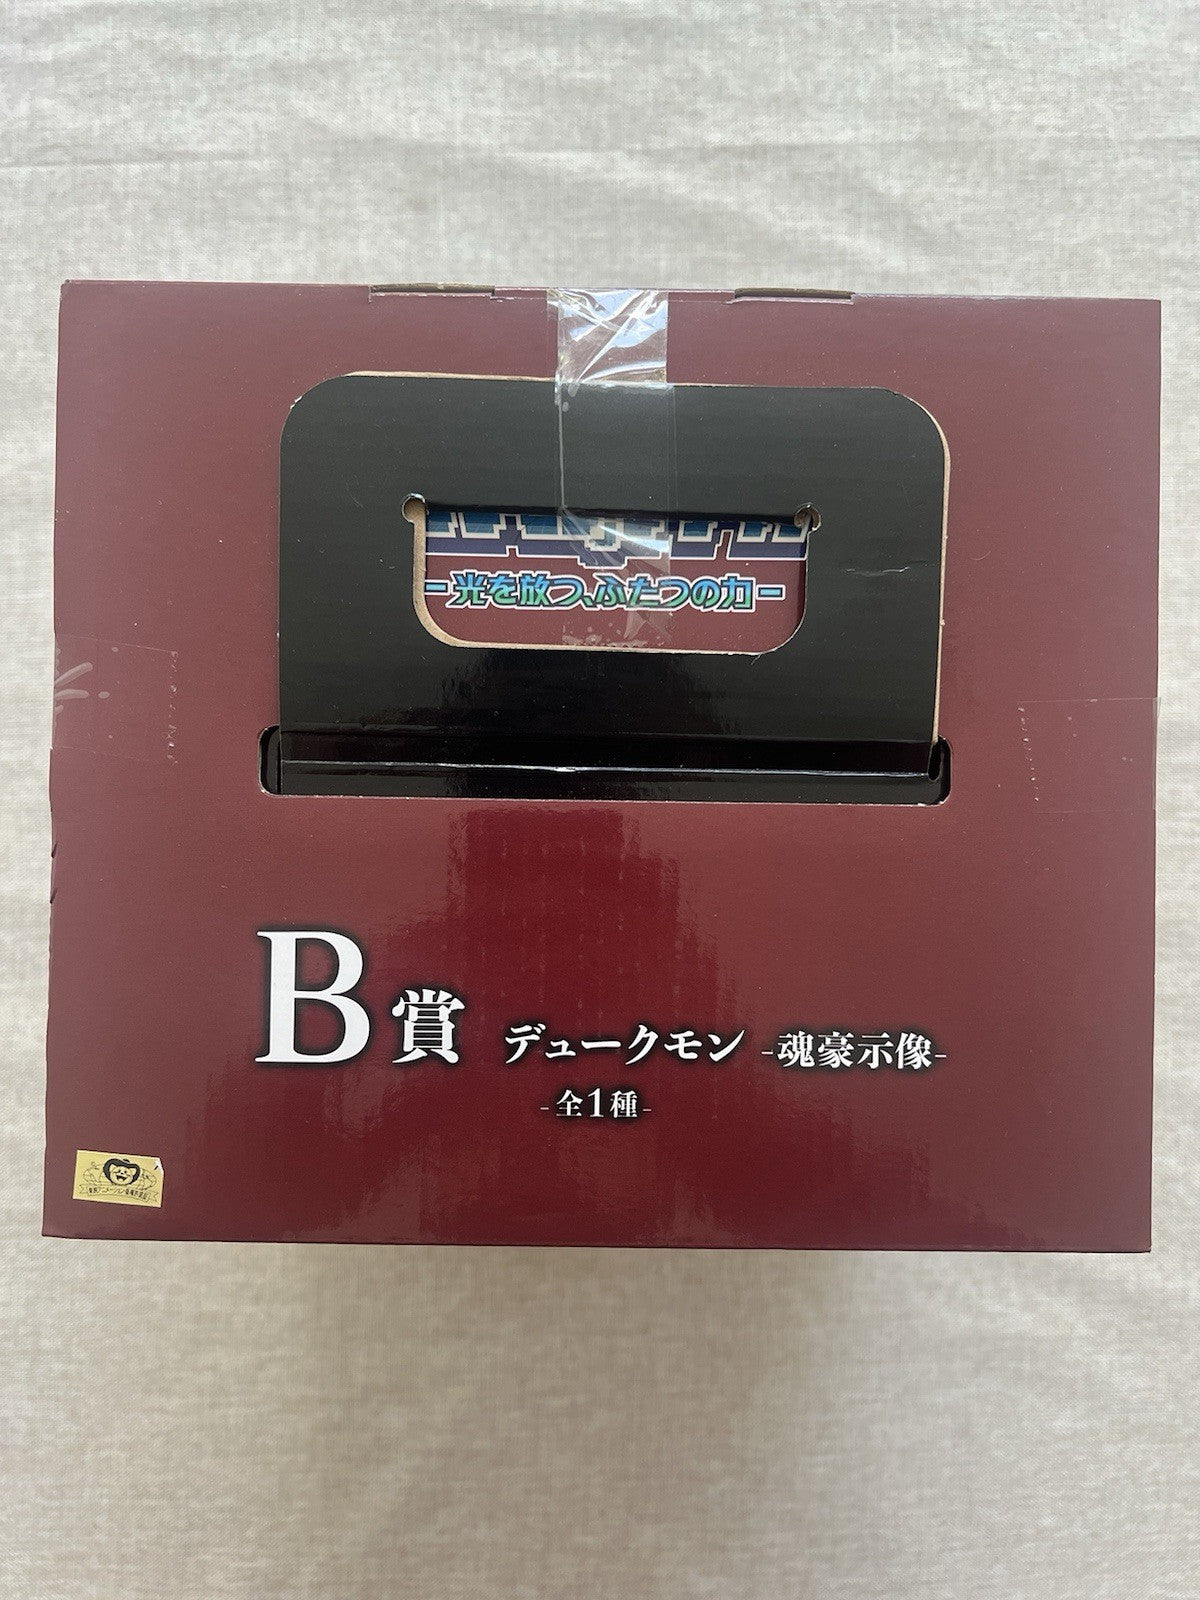 -光を放つ、ふたつの力-
B賞 デュークモン -魂豪示像-
-全1種-